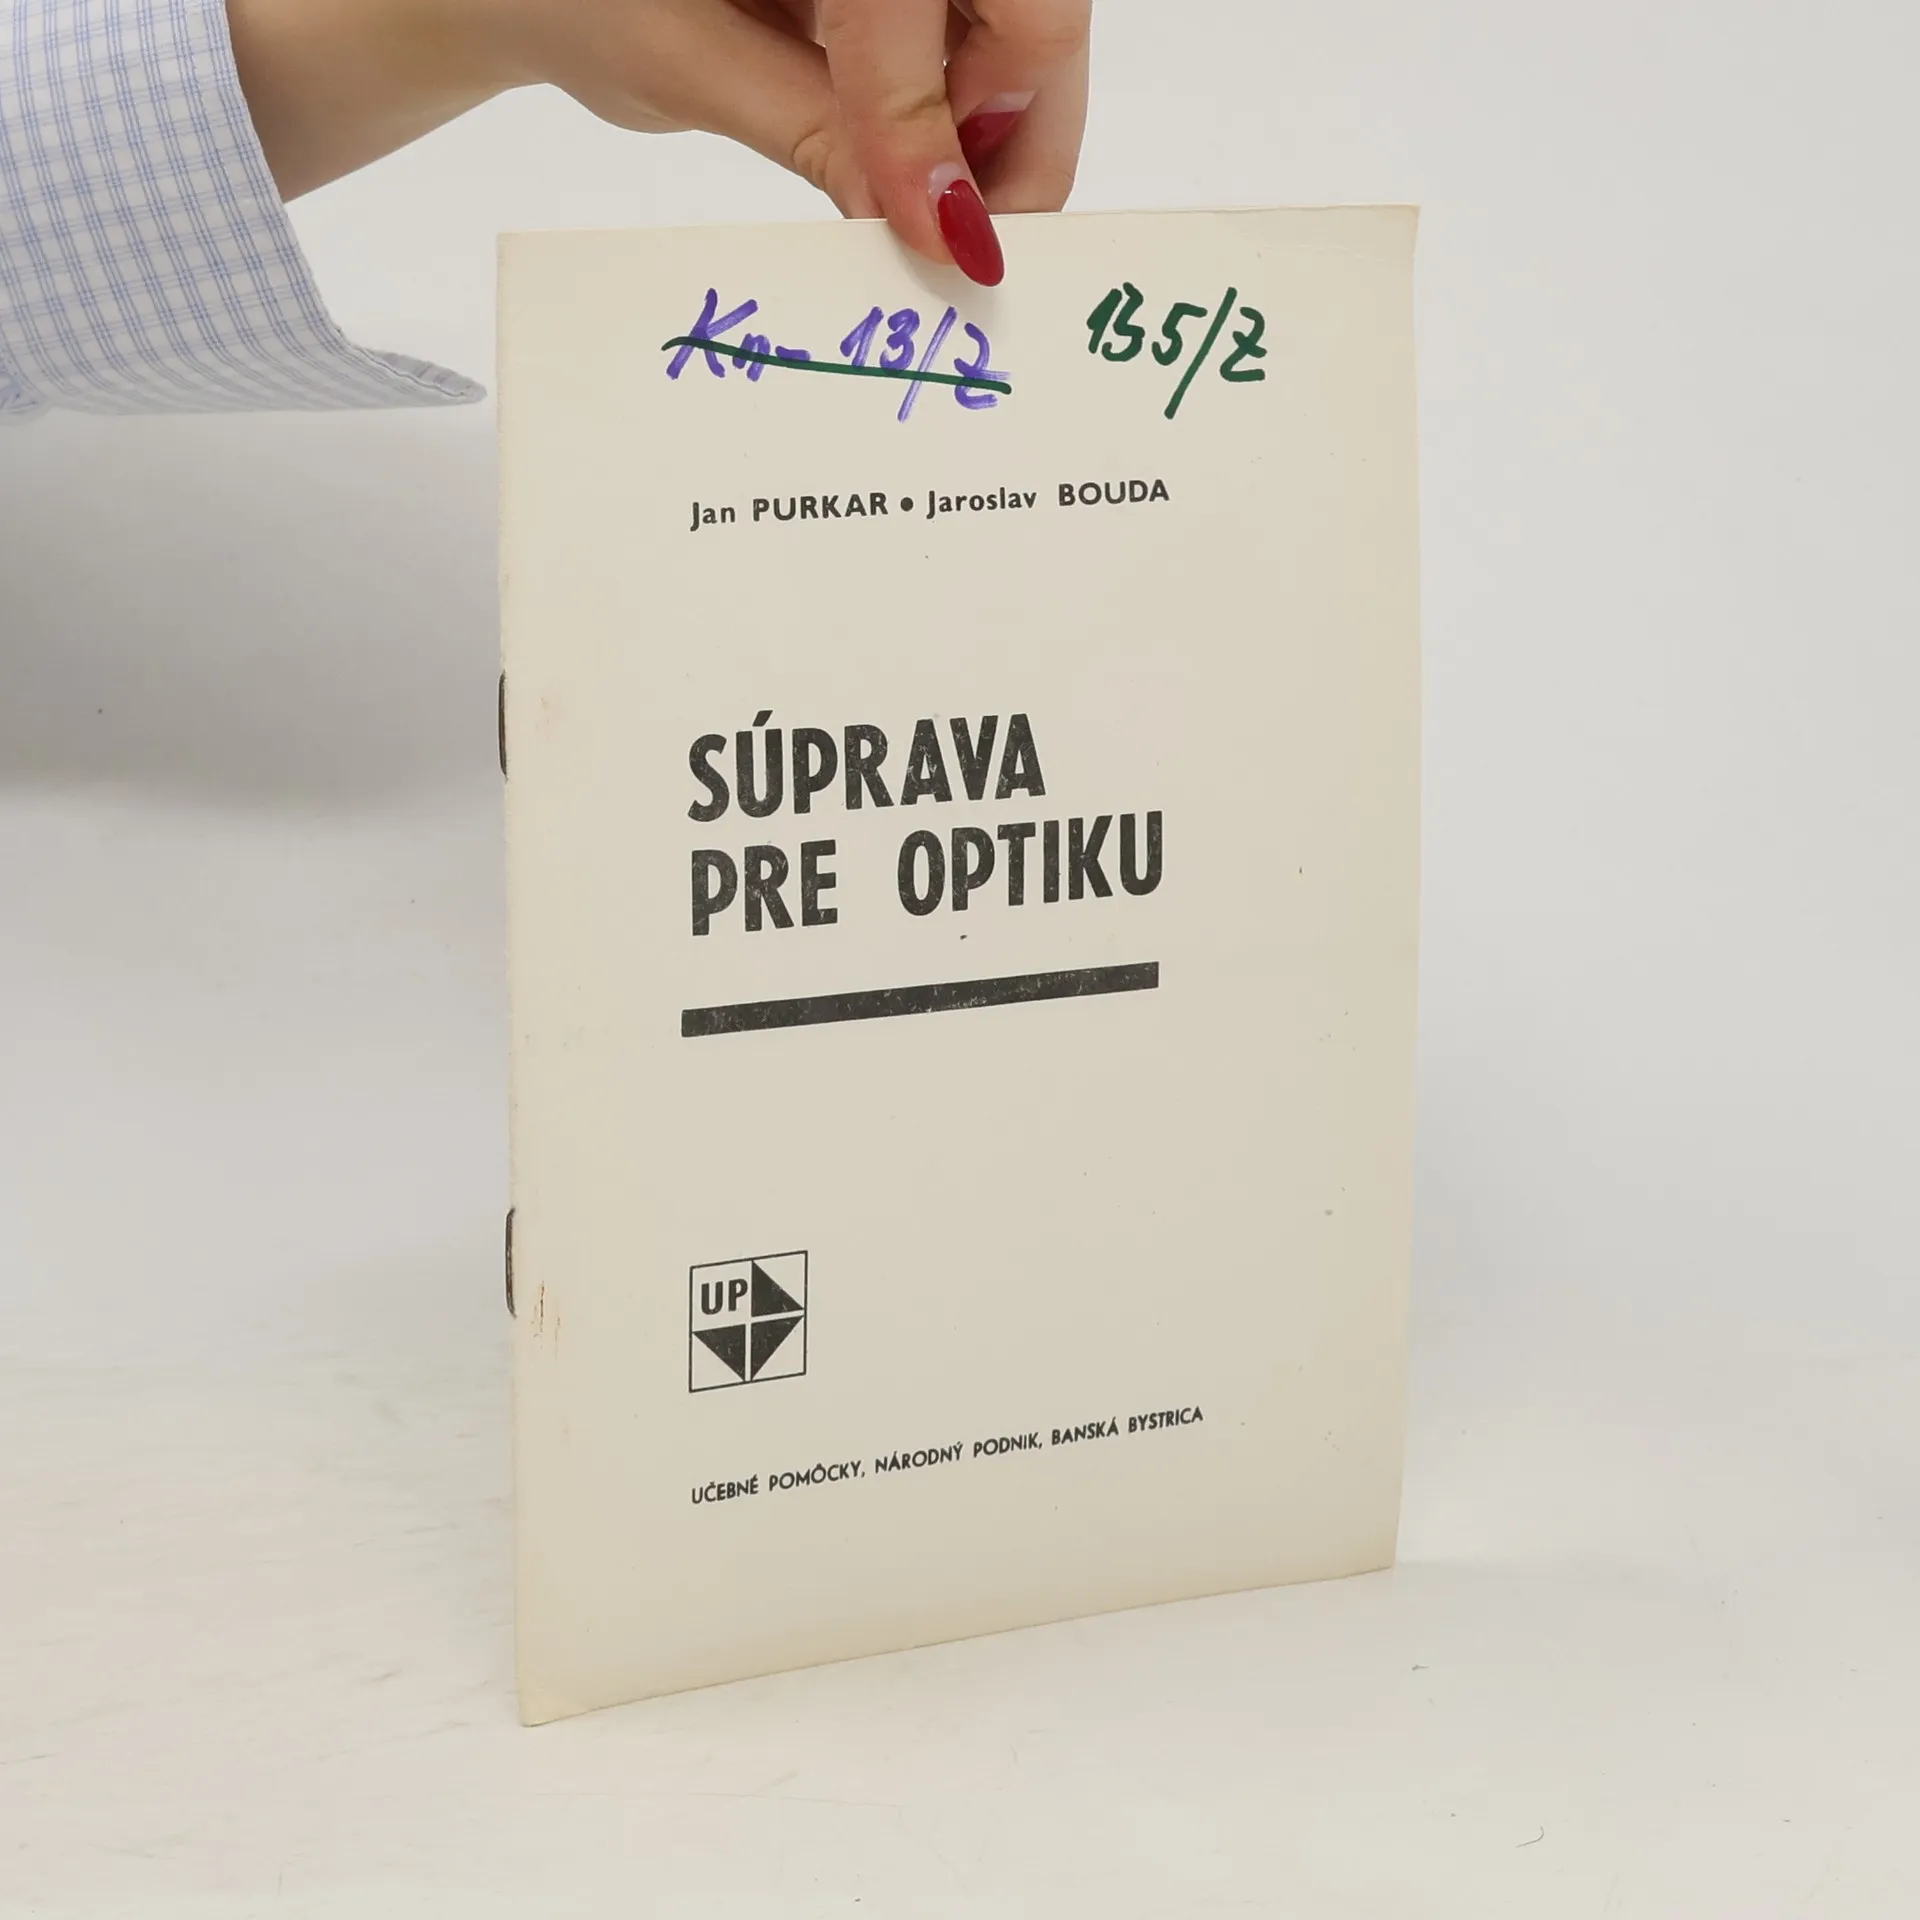 Kn- 13/Z 135/Z
Jan PURKAR • Jaroslav BOUDA
SÚPRAVA
PRE OPTIKU
UP
UČEBNÉ POMÔCKY, NÁRODNÝ PODNIK, BANSKÁ BYSTRICA